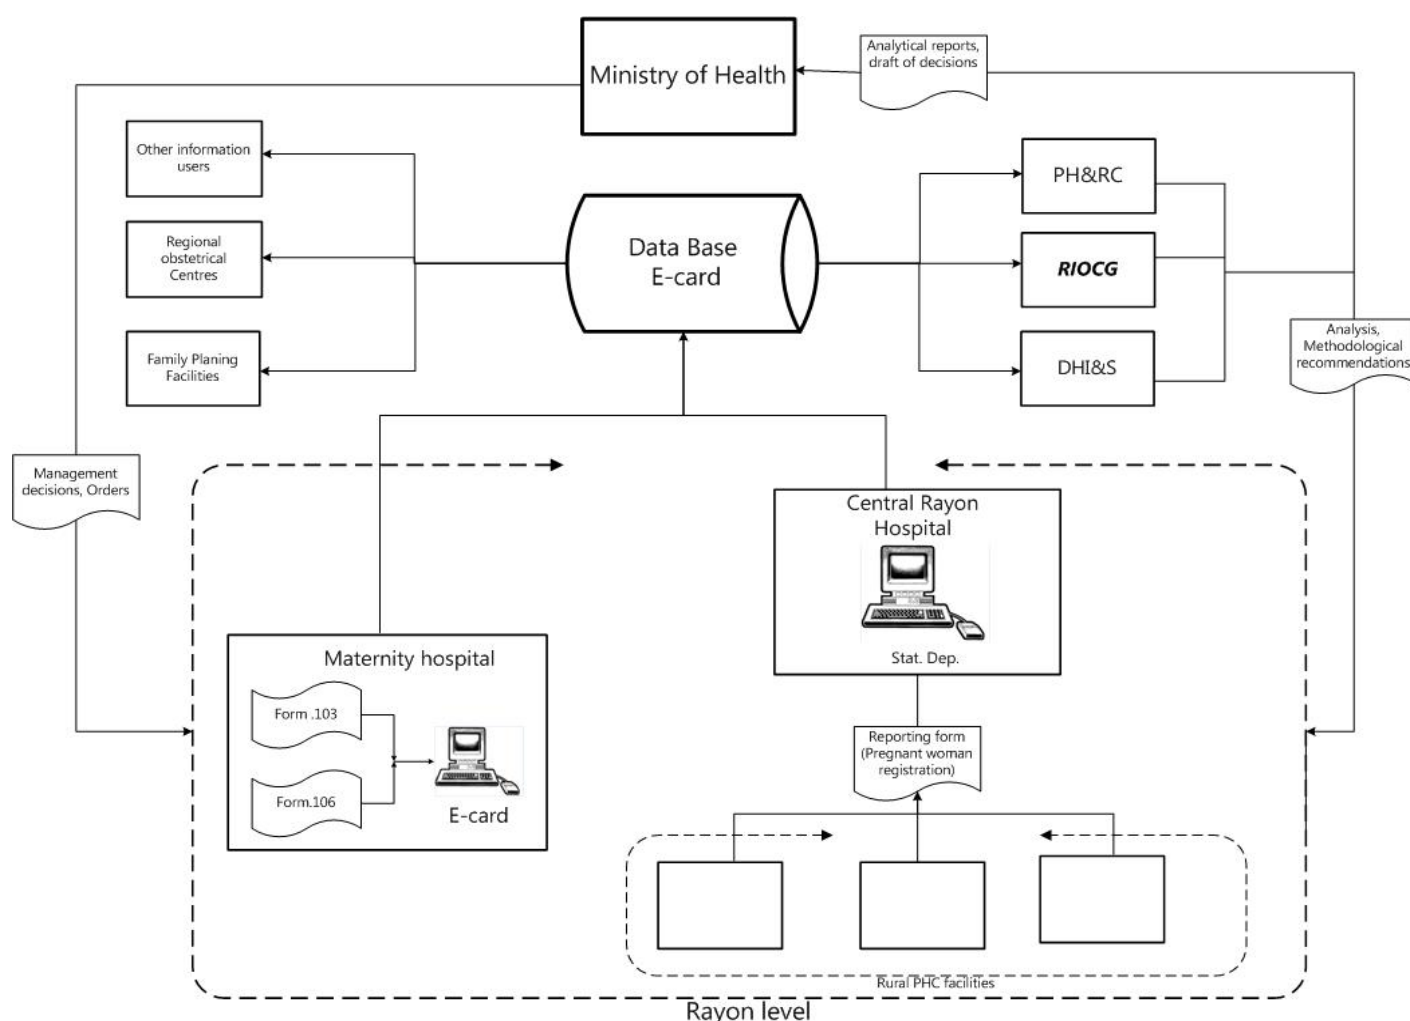 Ministry of Health
Analytical reports,
draft of decisions
Other information
users
PH&RC
Regional
obstetrical
Centres
Data Base
E-card
RIOCG
Family Planing
Facilities
DHI&S
Analysis,
Methodological
recommendations
Management
decisions, Orders
Central Rayon
Hospital
Stat. Dep.
Maternity hospital
Form .103
Form.106
E-card
Reporting form
(Pregnant woman
registration)
Rural PHC facilities
Rayon level